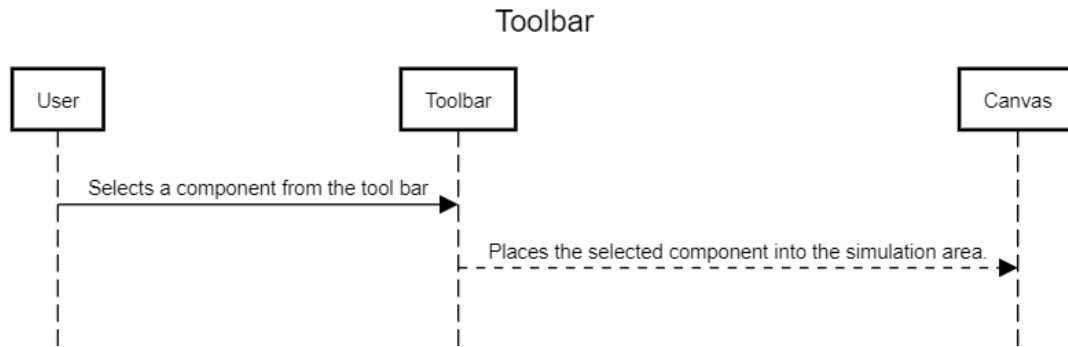 Toolbar
User
Toolbar
Canvas
Selects a component from the tool bar
Places the selected component into the simulation area.